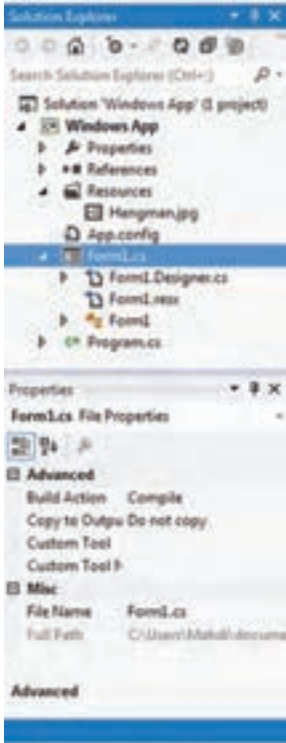 Solution Explorer
Search Solution Explorer (Ctrl+;)
Solution 'Windows App' (1 project)
Windows App
Properties
References
Resources
Hangman.jpg
App.config
Form1.cs
Form1.Designer.cs
Form1.resx
Form1
Program.cs
Properties
Form1.cs File Properties
Advanced
Build Action Compile
Copy to Outpu Do not copy
Custom Tool
Custom Tool N
Misc
File Name Form1.cs
Full Path C:\Users\Mahdi\docume
Advanced